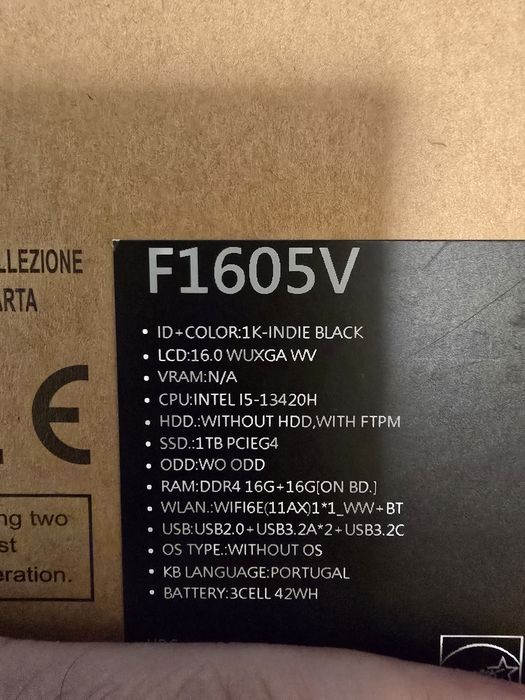 LLEZIONE
ARTA
CE
ng two
st
eration.
F1605V
• ID+COLOR:1K-INDIE BLACK
• LCD:16.0 WUXGA WV
• VRAM:N/A
• CPU:INTEL I5-13420H
• HDD.:WITHOUT HDD,WITH FTPM
• SSD.:1TB PCIEG4
• ODD:WO ODD
• RAM:DDR4 16G+16G[ON BD.]
• WLAN.:WIFI6E(11AX)1*1_WW+BT
• USB:USB2.0+USB3.2A*2+USB3.2C
• OS TYPE.:WITHOUT OS
• KB LANGUAGE:PORTUGAL
• BATTERY:3CELL 42WH